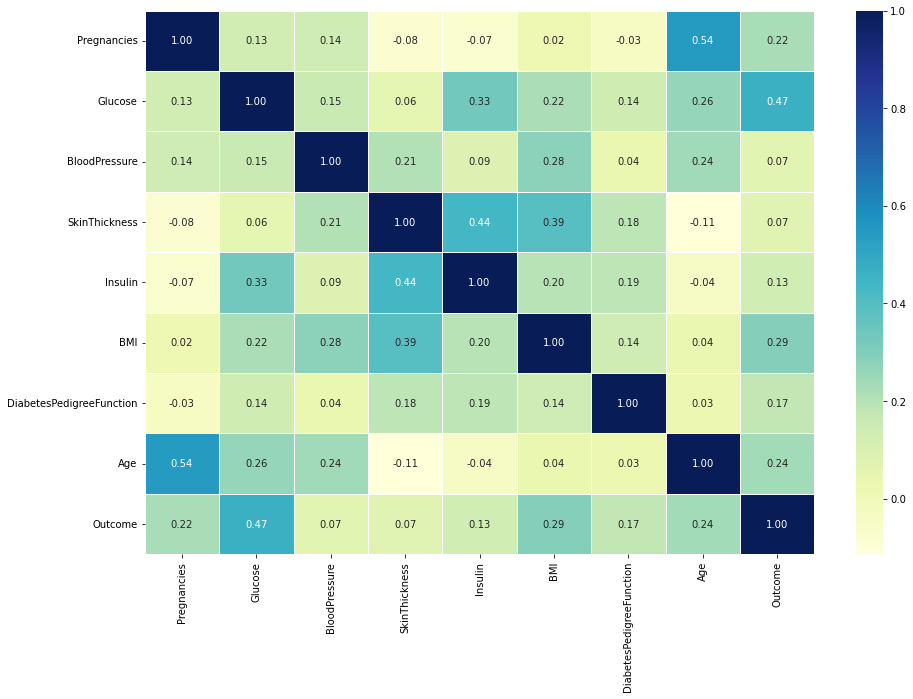 Pregnancies 1.00 0.13 0.14 -0.08 -0.07 0.02 -0.03 0.54 0.22
Glucose 0.13 1.00 0.15 0.06 0.33 0.22 0.14 0.26 0.47
BloodPressure 0.14 0.15 1.00 0.21 0.09 0.28 0.04 0.24 0.07
SkinThickness -0.08 0.06 0.21 1.00 0.44 0.39 0.18 -0.11 0.07
Insulin -0.07 0.33 0.09 0.44 1.00 0.20 0.19 -0.04 0.13
BMI 0.02 0.22 0.28 0.39 0.20 1.00 0.14 0.04 0.29
DiabetesPedigreeFunction -0.03 0.14 0.04 0.18 0.19 0.14 1.00 0.03 0.17
Age 0.54 0.26 0.24 -0.11 -0.04 0.04 0.03 1.00 0.24
Outcome 0.22 0.47 0.07 0.07 0.13 0.29 0.17 0.24 1.00
Pregnancies
Glucose
BloodPressure
SkinThickness
Insulin
BMI
DiabetesPedigreeFunction
Age
Outcome
1.0
0.8
0.6
0.4
0.2
0.0